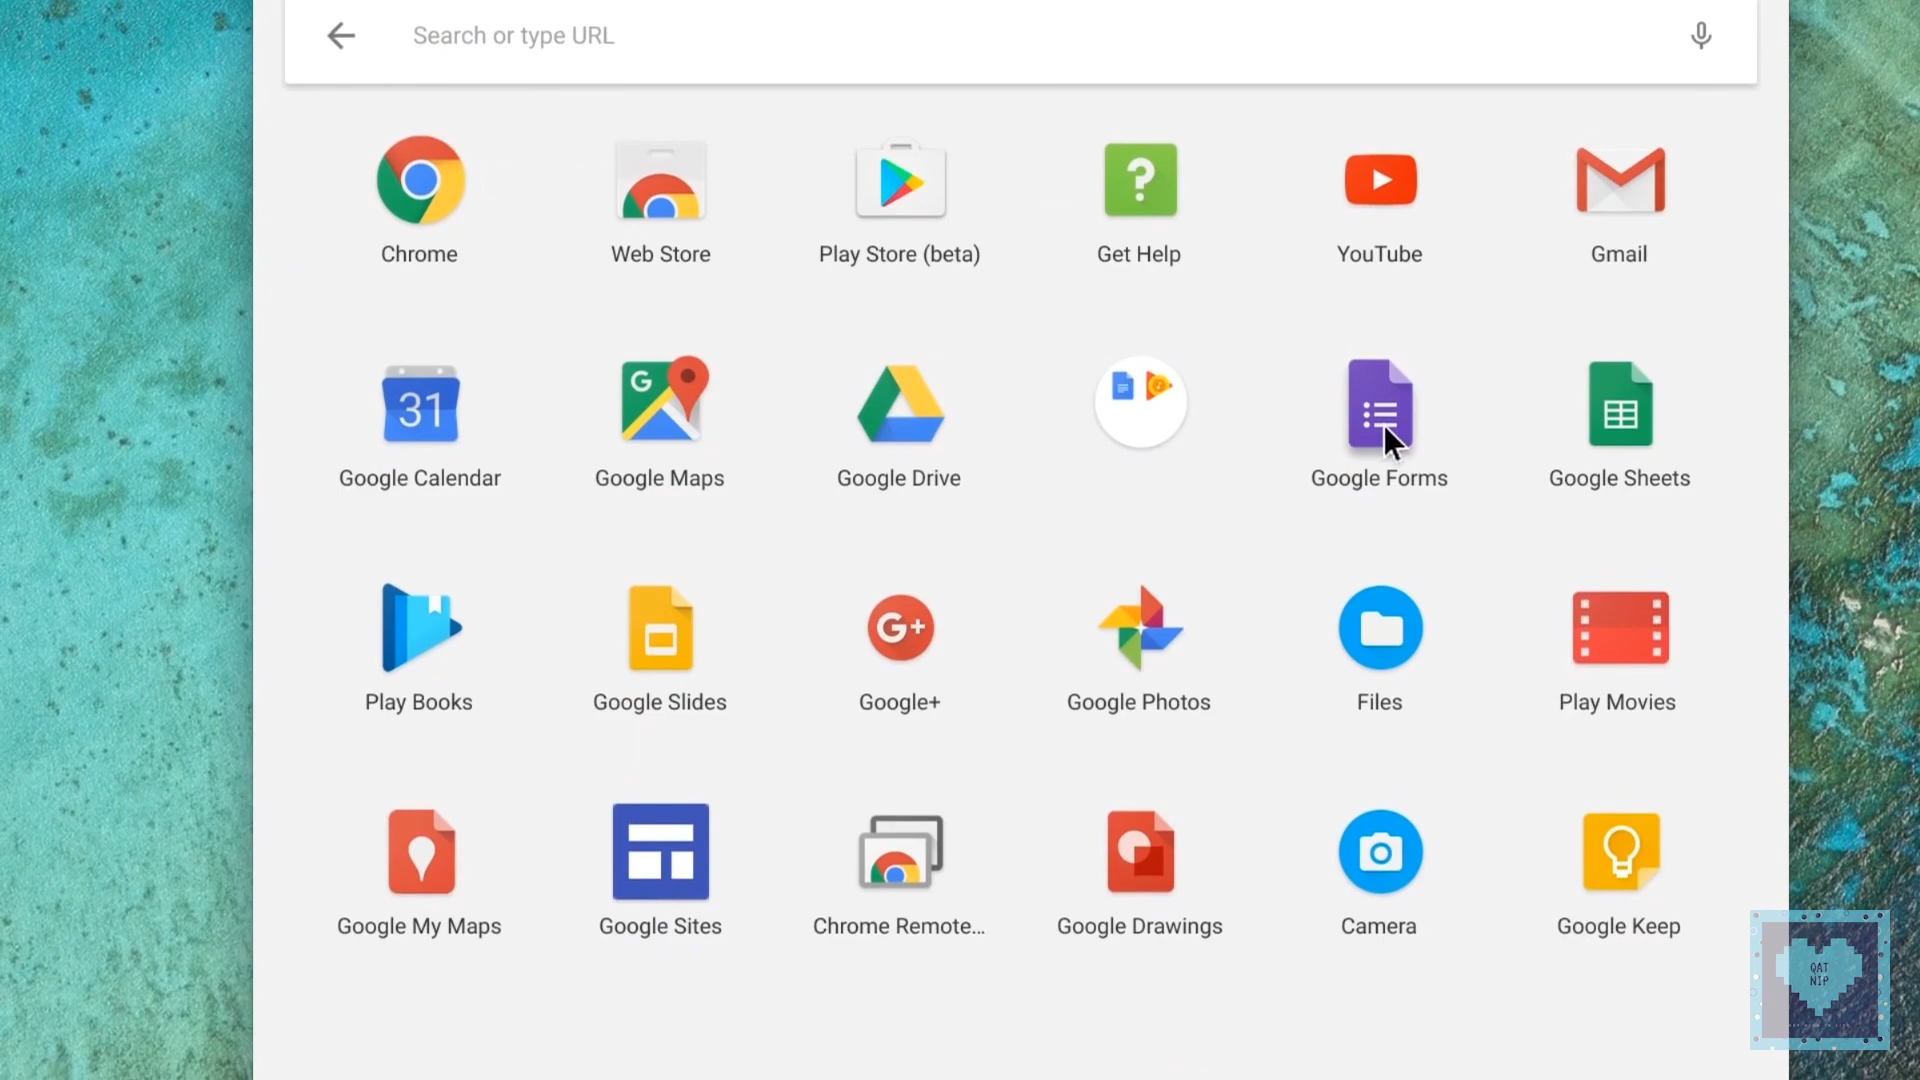 Search or type URL
Chrome
Web Store
Play Store (beta)
Get Help
YouTube
Gmail
31
G
Google Calendar
Google Maps
Google Drive
Google Forms
Google Sheets
G+
Play Books
Google Slides
Google+
Google Photos
Files
Play Movies
Google My Maps
Google Sites
Chrome Remote…
Google Drawings
Camera
Google Keep
QAT
NIP